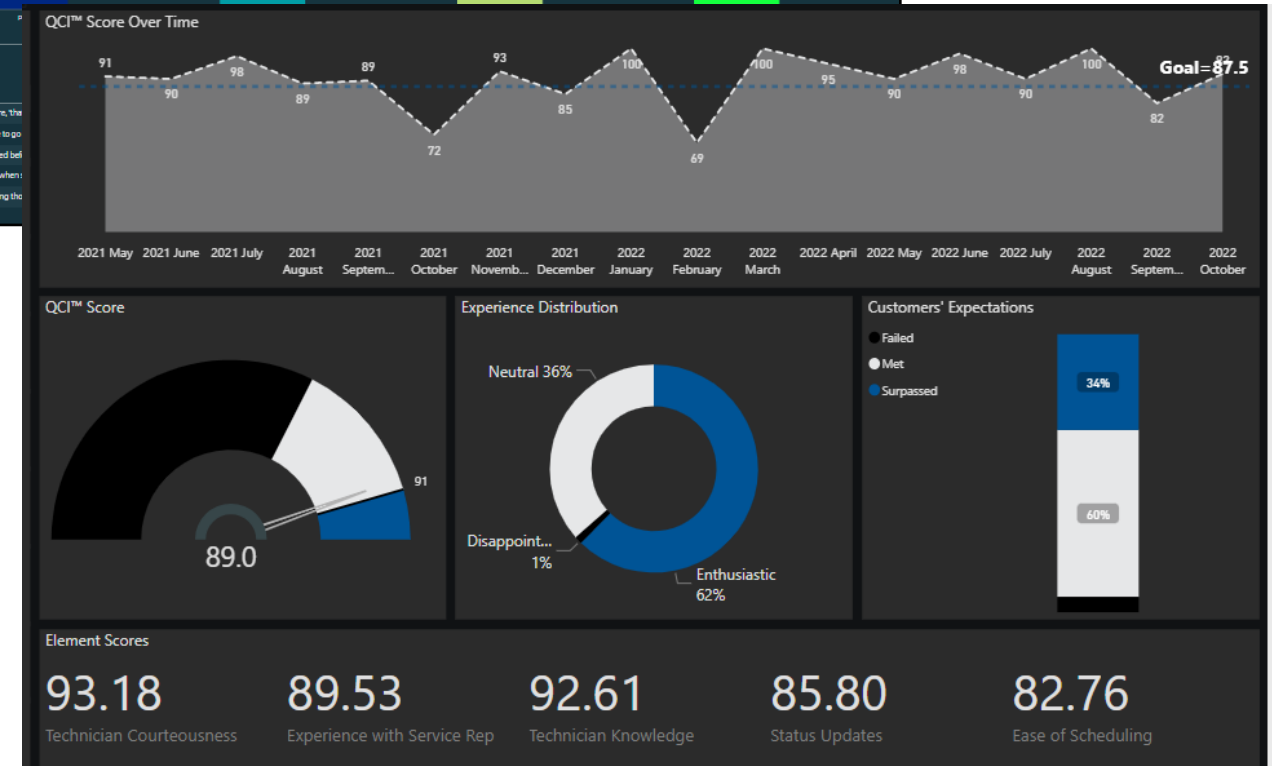 QCI™ Score Over Time
91
90
98
89
89
72
93
85
100
69
100
95
90
98
90
100
82
Goal=87.5
2021 May
2021 June
2021 July
2021
August
2021
Septem...
2021
October
2021
Novemb...
2021
December
2022
January
2022
February
2022
March
2022 April
2022 May
2022 June
2022 July
2022
August
2022
Septem...
2022
October
QCI™ Score
91
89.0
Experience Distribution
Neutral 36%
Disappoint...
1%
Enthusiastic
62%
Customers' Expectations
Failed
Met
Surpassed
34%
60%
Element Scores
93.18
Technician Courteousness
89.53
Experience with Service Rep
92.61
Technician Knowledge
85.80
Status Updates
82.76
Ease of Scheduling